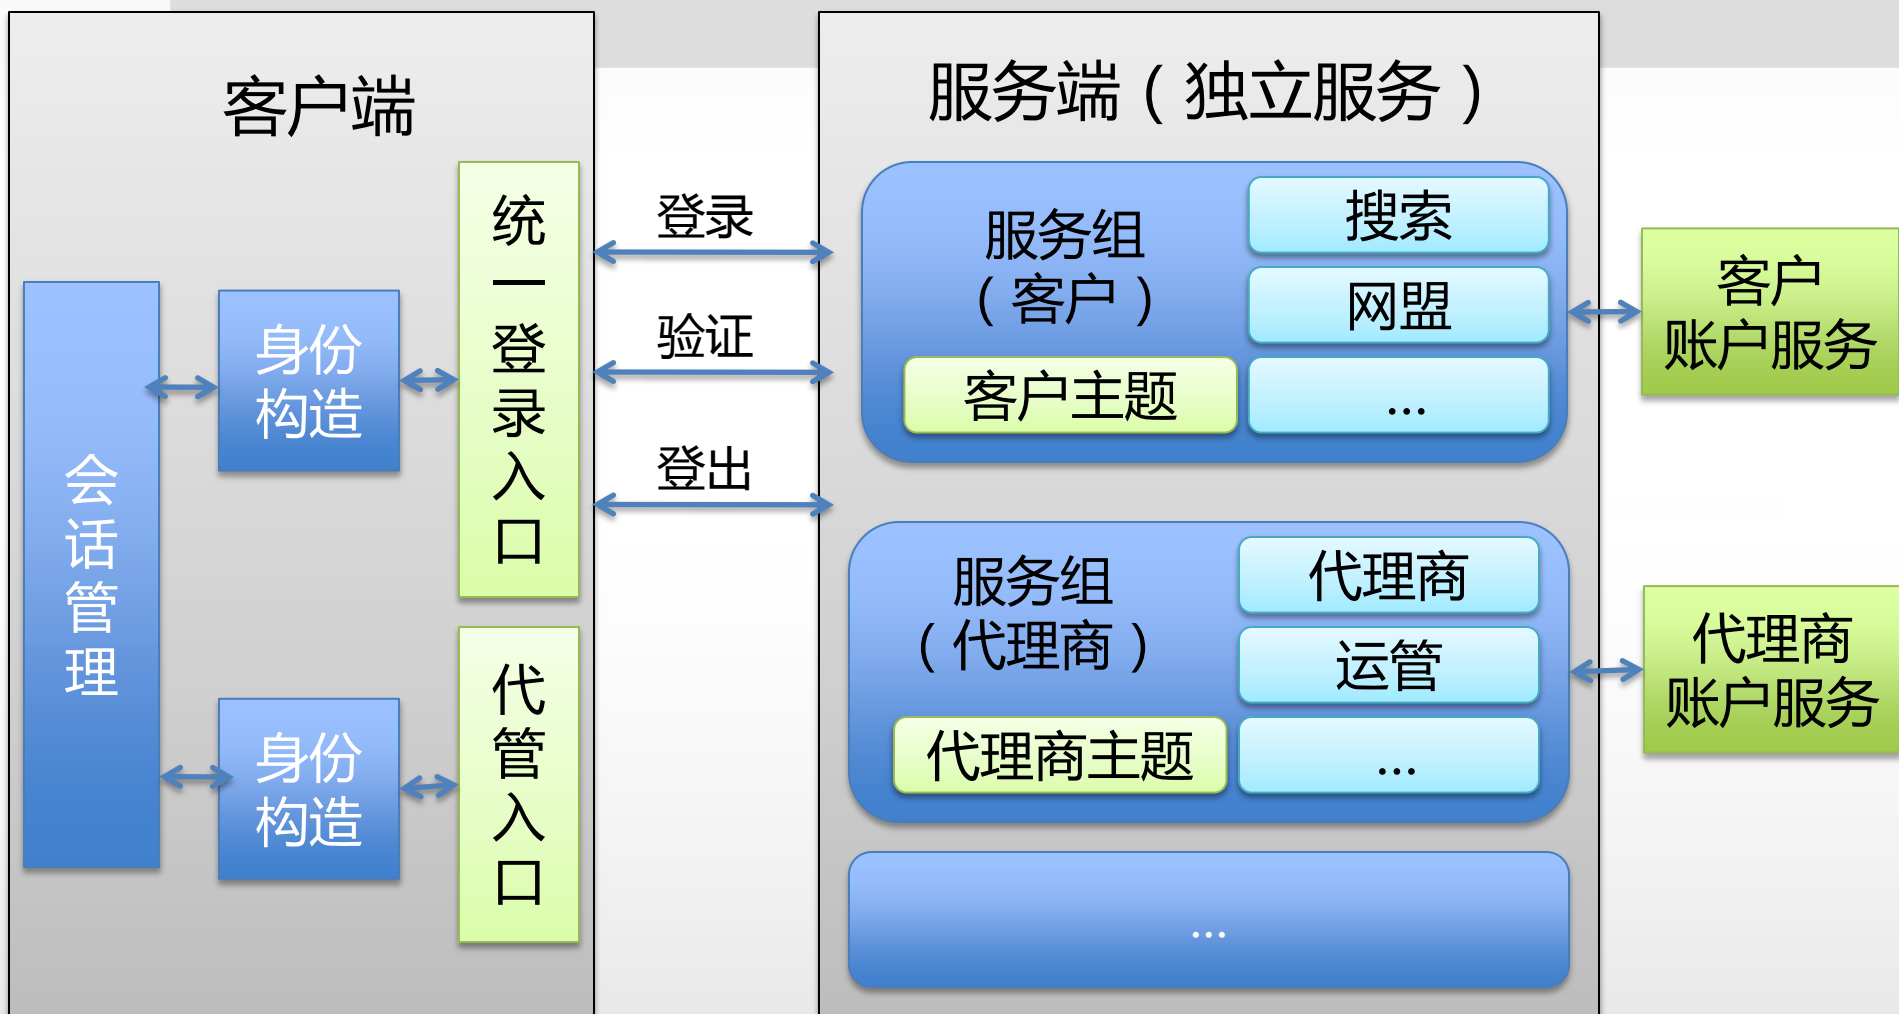 客户端
会话管理
身份
构造
身份
构造
统一登录入口
代管入口
登录
验证
登出
服务端（独立服务）
服务组
（客户）
客户主题
搜索
网盟
...
服务组
（代理商）
代理商主题
代理商
运管
...
...
客户
账户服务
代理商
账户服务